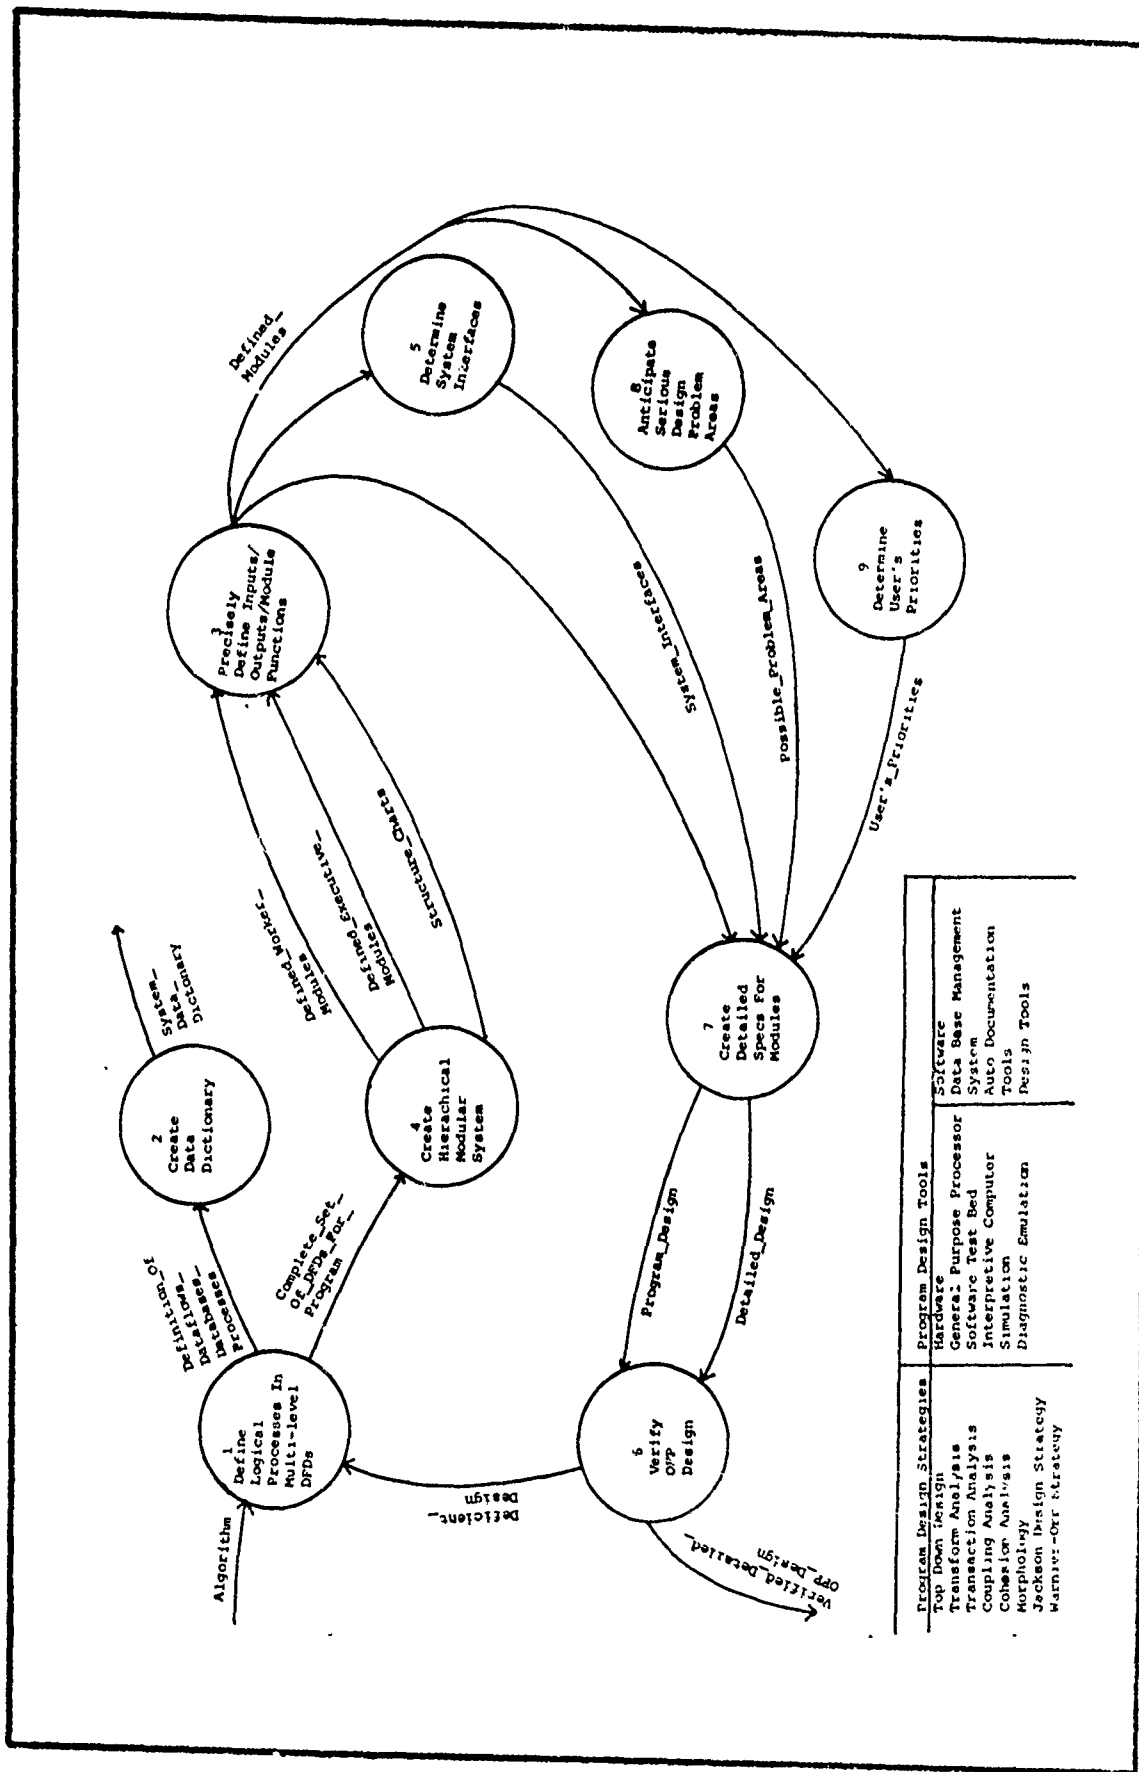 Algorithm
1
Define
Logical
Processes In
Multi-level
DFDs
Definition_Of
Definitions_
Dataflows_
Databases_
Processes
2
Create
Data
Dictionary
System_
Data_
Dictonary
Complete_Set_
Of_DFDs_For_
Program
4
Create
Hierachical
Modular
System
Defined_Worker_
Modules
Defined_Executive_
Modules
Structure_Charts
3
Precisely
Define Inputs/
Outputs/Module
Functions
Defined_
Modules
5
Determine
System
Interfaces
8
Anticipate
Serious
Design
Problem
Areas
9
Determine
User's
Priorities
System_Interfaces
Possible_Problem_Areas
User's_Priorities
7
Create
Detailed
Specs For
Modules
Program_Design
Detailed_Design
6
Verify
OFP
Design
Deficient_
Design
Verified_Detailed_
OFP_Design
Program Design Strategies
Top Down Design
Transform Analysis
Transaction Analysis
Coupling Analysis
Cohesion Analysis
Morphology
Jackson Design Strategy
Warnier-Orr Strategy
Program Design Tools
Hardware
General Purpose Processor
Software Test Bed
Interpretive Computer
Simulation
Diagnostic Emulation
Software
Data Base Management
System
Auto Documentation
Tools
Design Tools